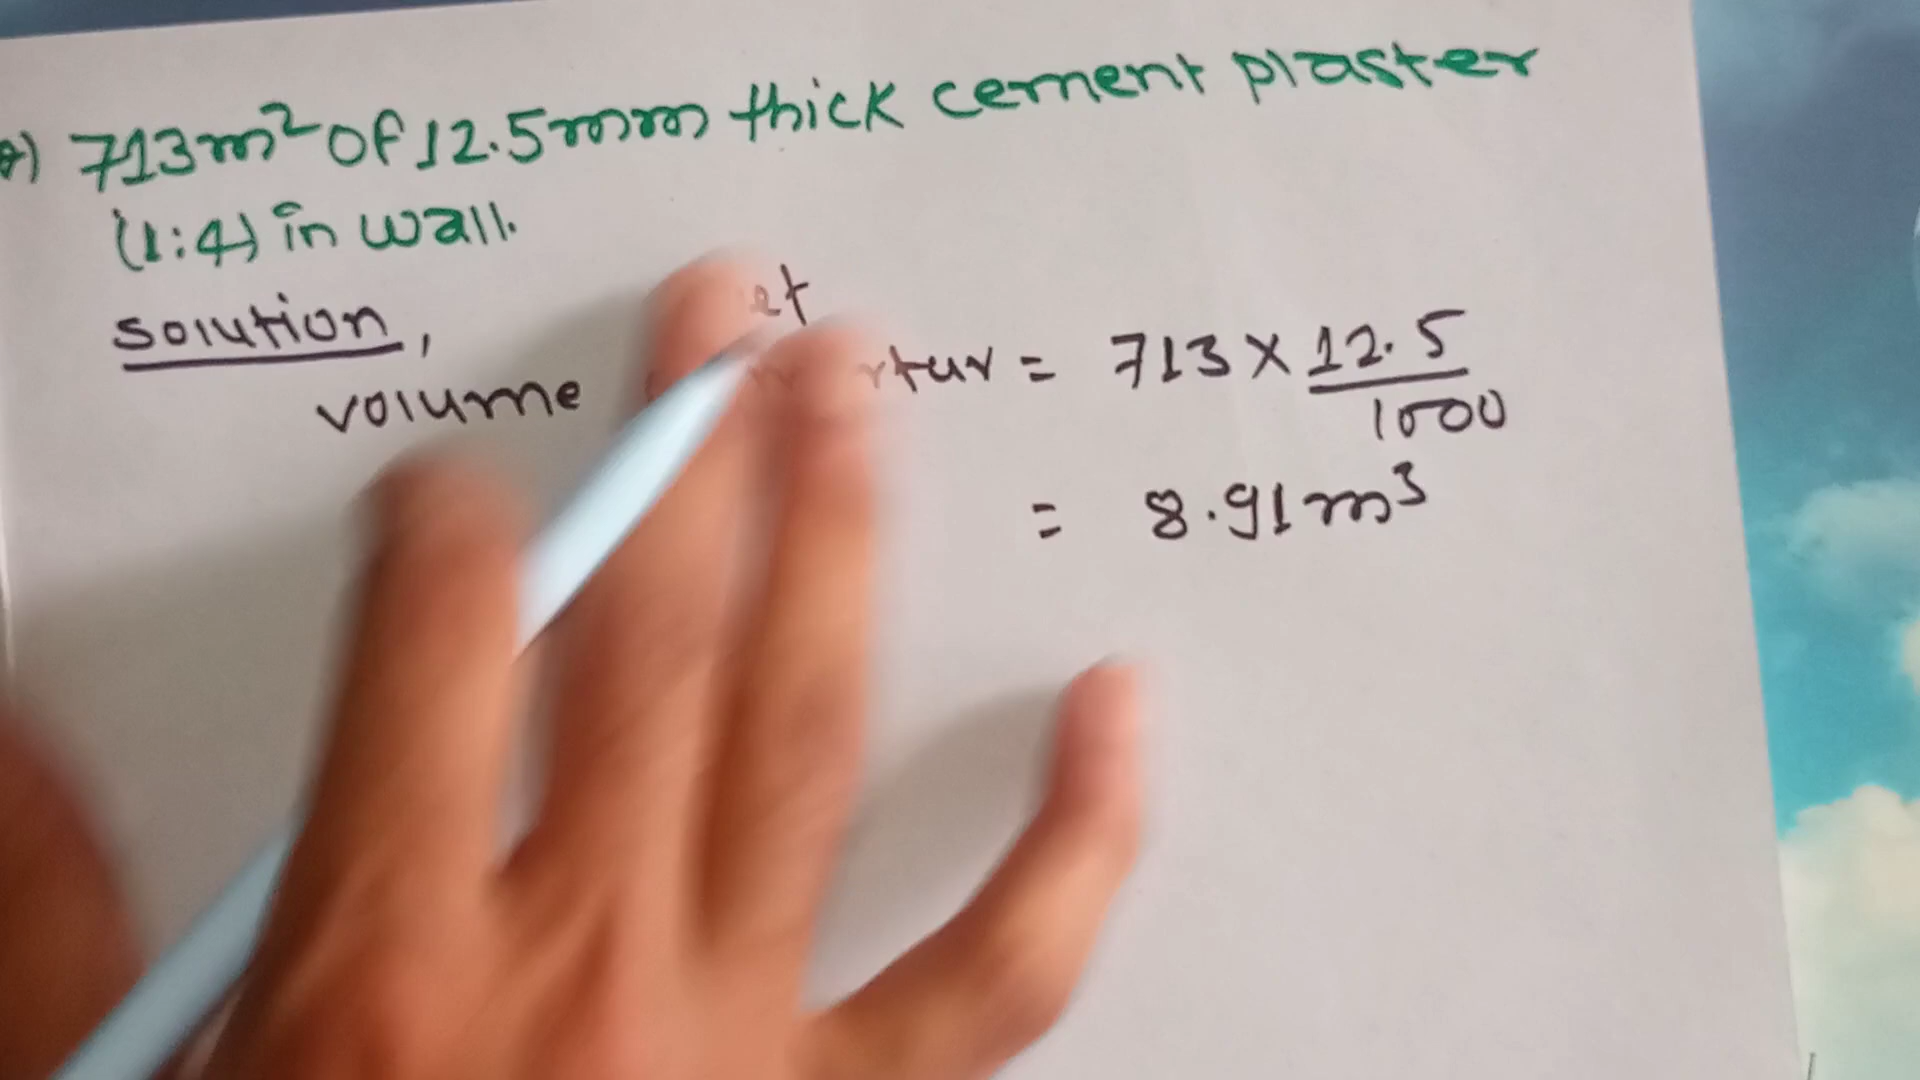 713m² of 12.5mm thick cement plaster
(1:4) in wall.
Solution,
volume = 713 × 12.5/1000
= 8.91m³